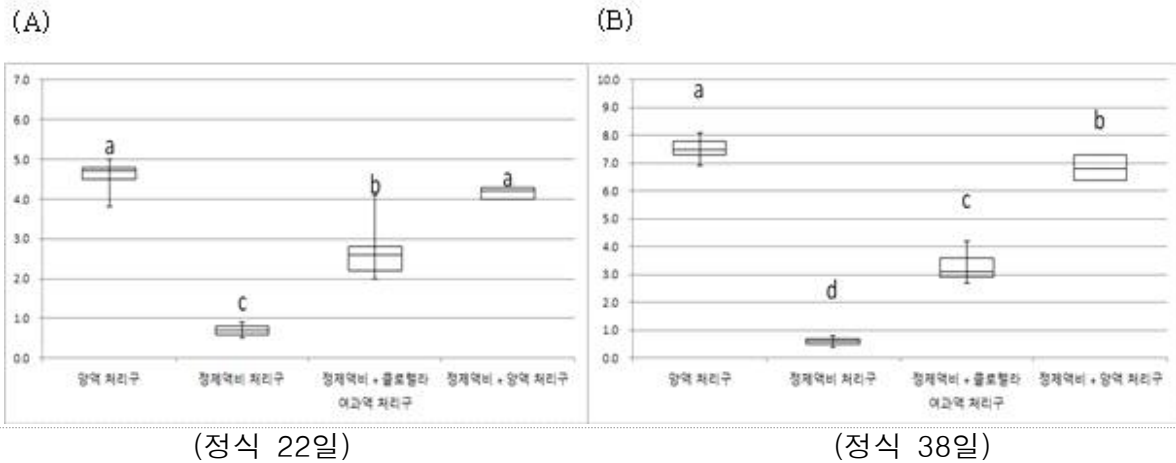 (A) (B)
7.0
6.0
5.0
4.0
3.0
2.0
1.0
0.0
a
c
b
a
양액 처리구 정제액비 처리구 정제액비 + 클로렐라 여과액 처리구 정제액비 + 양액 처리구
10.0
9.0
8.0
7.0
6.0
5.0
4.0
3.0
2.0
1.0
0.0
a
d
c
b
양액 처리구 정제액비 처리구 정제액비 + 클로렐라 여과액 처리구 정제액비 + 양액 처리구
(정식 22일) (정식 38일)